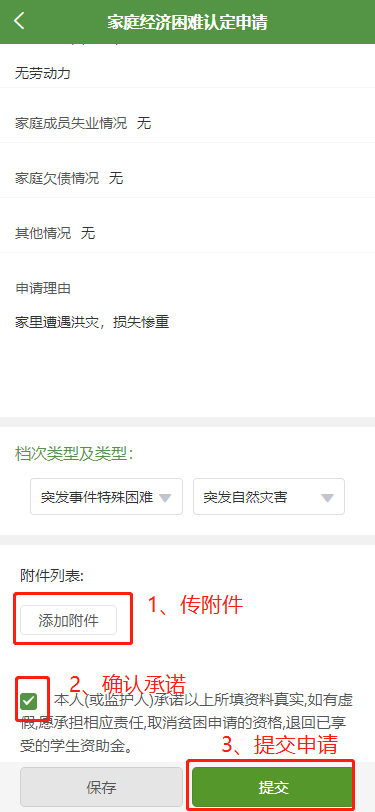 家庭经济困难认定申请
无劳动力
家庭成员失业情况 无
家庭欠债情况 无
其他情况 无
申请理由
家里遭遇洪灾，损失惨重
档次类型及类型：
突发事件特殊困难 突发自然灾害
附件列表:
添加附件 1、传附件
2、确认承诺
本人(或监护人)承诺以上所填资料真实,如有虚
假,愿承担相应责任,取消贫困申请的资格,退回已享
受的学生资助金。
3、提交申请
保存 提交